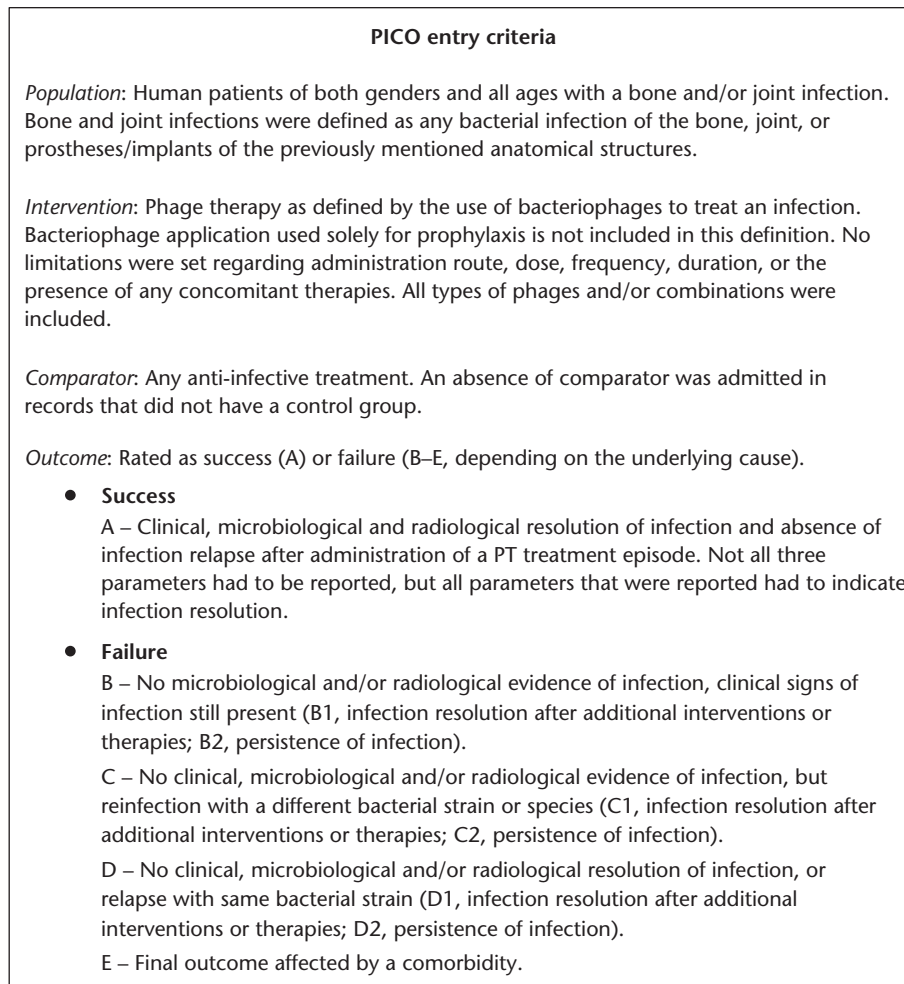 PICO entry criteria
Population: Human patients of both genders and all ages with a bone and/or joint infection.
Bone and joint infections were defined as any bacterial infection of the bone, joint, or
prostheses/implants of the previously mentioned anatomical structures.
Intervention: Phage therapy as defined by the use of bacteriophages to treat an infection.
Bacteriophage application used solely for prophylaxis is not included in this definition. No
limitations were set regarding administration route, dose, frequency, duration, or the
presence of any concomitant therapies. All types of phages and/or combinations were
included.
Comparator: Any anti-infective treatment. An absence of comparator was admitted in
records that did not have a control group.
Outcome: Rated as success (A) or failure (B–E, depending on the underlying cause).
● Success
A – Clinical, microbiological and radiological resolution of infection and absence of
infection relapse after administration of a PT treatment episode. Not all three
parameters had to be reported, but all parameters that were reported had to indicate
infection resolution.
● Failure
B – No microbiological and/or radiological evidence of infection, clinical signs of
infection still present (B1, infection resolution after additional interventions or
therapies; B2, persistence of infection).
C – No clinical, microbiological and/or radiological evidence of infection, but
reinfection with a different bacterial strain or species (C1, infection resolution after
additional interventions or therapies; C2, persistence of infection).
D – No clinical, microbiological and/or radiological resolution of infection, or
relapse with same bacterial strain (D1, infection resolution after additional
interventions or therapies; D2, persistence of infection).
E – Final outcome affected by a comorbidity.